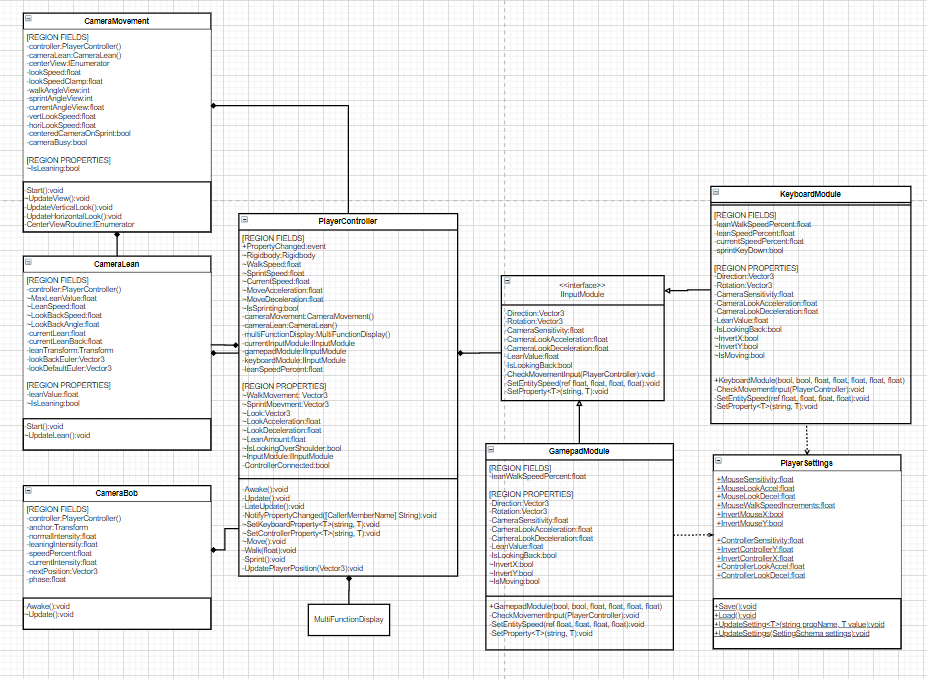 CameraMovement
[REGION FIELDS]
-controller:PlayerController()
-cameraLean:CameraLean()
-centerView:IEnumerator
-lookSpeed:float
-lookSpeedClamp:float
-walkAngleView:int
-sprintAngleView:int
-currentAngleView:float
-vertLookSpeed:float
-horiLookSpeed:float
-centeredCameraOnSprint:bool
-cameraBusy:bool
[REGION PROPERTIES]
~IsLeaning:bool
-Start():void
~UpdateView():void
-UpdateVerticalLook():void
-UpdateHorizontalLook():void
-CenterViewRoutine:IEnumerator
CameraLean
[REGION FIELDS]
-controller:PlayerController()
~MaxLeanValue:float
~LeanSpeed:float
~LookBackSpeed:float
~LookBackAngle:float
-currentLean:float
-currentLeanBack:float
-leanTransform:Transform
-lookBackEuler:Vector3
-lookDefaultEuler:Vector3
[REGION PROPERTIES]
-leanValue:float
~IsLeaning:bool
-Start():void
~UpdateLean():void
CameraBob
[REGION FIELDS]
-controller:PlayerController()
-anchor:Transform
-normalIntensity:float
-leaningIntensity:float
-speedPercent:float
-currentIntensity:float
-nextPosition:Vector3
-phase:float
-Awake():void
~Update():void
PlayerController
[REGION FIELDS]
+PropertyChanged:event
~Rigidbody:Rigidbody
~WalkSpeed:float
~SprintSpeed:float
~CurrentSpeed:float
~MoveAcceleration:float
~MoveDeceleration:float
~IsSprinting:bool
-cameraMovement:CameraMovement()
-cameraLean:CameraLean()
-multiFunctionDisplay:MultiFunctionDisplay()
-currentInputModule:IInputModule
-gamepadModule:IInputModule
-keyboardModule:IInputModule
-leanSpeedPercent:float
[REGION PROPERTIES]
~WalkMovement: Vector3
~SprintMoevment:Vector3
~Look:Vector3
~LookAcceleration:float
~LookDeceleration:float
~LeanAmount:float
~IsLookingOverShoulder:bool
~InputModule:IInputModule
-ControllerConnected:bool
-Awake():void
-Update():void
-LateUpdate():void
-NotifyPropertyChanged([CallerMemberName] String):void
~SetKeyboardProperty<T>(string, T):void
~SetControllerProperty<T>(string, T):void
~Move():void
-Walk(float):void
-Sprint():void
-UpdatePlayerPosition(Vector3):void
MultiFunctionDisplay
<<interface>>
IInputModule
-Direction:Vector3
-Rotation:Vector3
-CameraSensitivity:float
-CameraLookAcceleration:float
-CameraLookDeceleration:float
-LeanValue:float
-IsLookingBack:bool
-CheckMovementInput(PlayerController):void
-SetEntitySpeed(ref float, float, float, float):void
-SetProperty<T>(string, T):void
GamepadModule
[REGION FIELDS]
-leanWalkSpeedPercent:float
[REGION PROPERTIES]
-Direction:Vector3
-Rotation:Vector3
-CameraSensitivity:float
-CameraLookAcceleration:float
-CameraLookDeceleration:float
-LeanValue:float
-IsLookingBack:bool
~InvertX:bool
~InvertY:bool
~IsMoving:bool
+GamepadModule(bool, bool, float, float, float, float)
-CheckMovementInput(PlayerController):void
-SetEntitySpeed(ref float, float, float, float):void
-SetProperty<T>(string, T):void
KeyboardModule
[REGION FIELDS]
-leanWalkSpeedPercent:float
-leanSpeedPercent:float
-currentSpeedPercent:float
-sprintKeyDown:bool
[REGION PROPERTIES]
-Direction:Vector3
-Rotation:Vector3
-CameraSensitivity:float
-CameraLookAcceleration:float
-CameraLookDeceleration:float
-LeanValue:float
-IsLookingBack:bool
~InvertX:bool
~InvertY:bool
~IsMoving:bool
+KeyboardModule(bool, bool, float, float, float, float, float)
-CheckMovementInput(PlayerController):void
-SetEntitySpeed(ref float, float, float, float):void
-SetProperty<T>(string, T):void
PlayerSettings
+MouseSensitivity:float
+MouseLookAccel:float
+MouseLookDecel:float
+MouseWalkSpeedIncrements:float
+InvertMouseX:bool
+InvertMouseY:bool
+ControllerSensitivity:float
+InvertControllerY:float
+InvertControllerX:float
+ControllerLookAccel:float
+ControllerLookDecel:float
+Save():void
+Load():void
+UpdateSetting<T>(string propName, T value):void
+UpdateSettings(SettingSchema settings):void